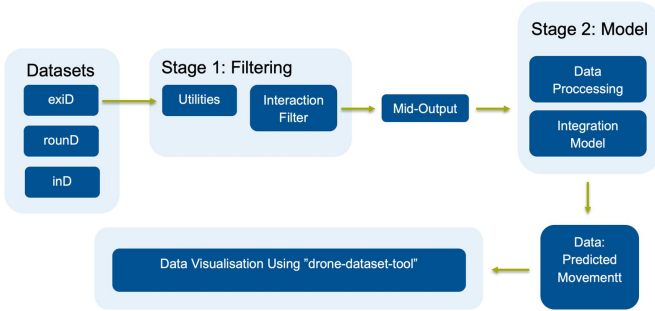 Datasets
exiD
rounD
inD
Stage 1: Filtering
Utilities
Interaction
Filter
Mid-Output
Stage 2: Model
Data
Proccessing
Integration
Model
Data:
Predicted
Movementt
Data Visualisation Using ”drone-dataset-tool”